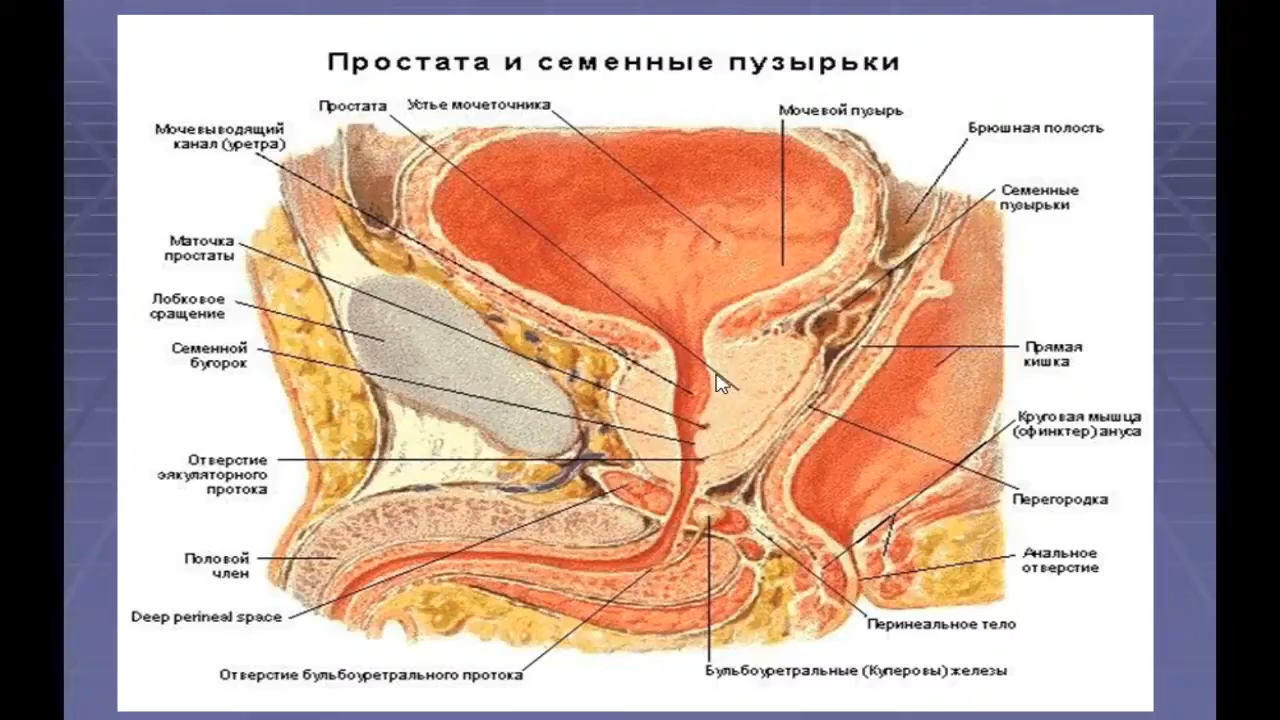 Простата и семенные пузырьки
Простата
Устье мочеточника
Мочевой пузырь
Мочевыводящий
канал (уретра)
Брюшная полость
Семенные
пузырьки
Маточка
простаты
Лобковое
сращение
Семенной
бугорок
Прямая
кишка
Круговая мышца
(сфинктер) ануса
Отверстие
эякуляторного
протока
Перегородка
Половой
член
Анальное
отверстие
Deep perineal space
Перинеальное тело
Отверстие бульбоуретрального протока
Бульбоуретральные (Куперовы) железы